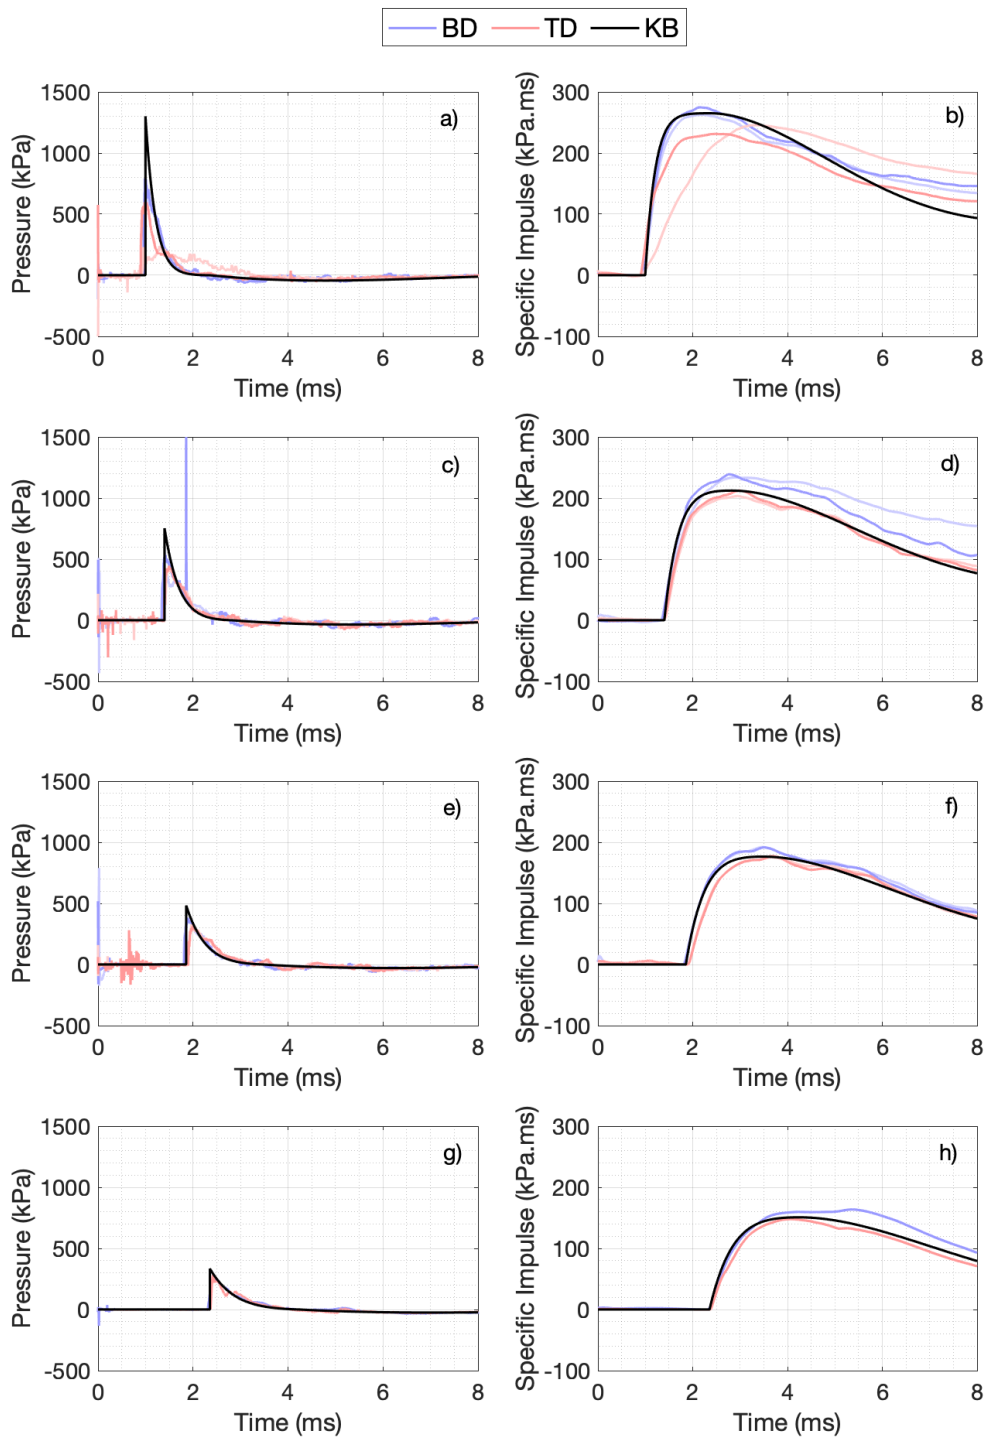 BD TD KB
1500
1000
500
0
-500
Pressure (kPa)
a)
0 2 4 6 8
Time (ms)
300
200
100
0
-100
Specific Impulse (kPa.ms)
b)
0 2 4 6 8
Time (ms)
1500
1000
500
0
-500
Pressure (kPa)
c)
0 2 4 6 8
Time (ms)
300
200
100
0
-100
Specific Impulse (kPa.ms)
d)
0 2 4 6 8
Time (ms)
1500
1000
500
0
-500
Pressure (kPa)
e)
0 2 4 6 8
Time (ms)
300
200
100
0
-100
Specific Impulse (kPa.ms)
f)
0 2 4 6 8
Time (ms)
1500
1000
500
0
-500
Pressure (kPa)
g)
0 2 4 6 8
Time (ms)
300
200
100
0
-100
Specific Impulse (kPa.ms)
h)
0 2 4 6 8
Time (ms)